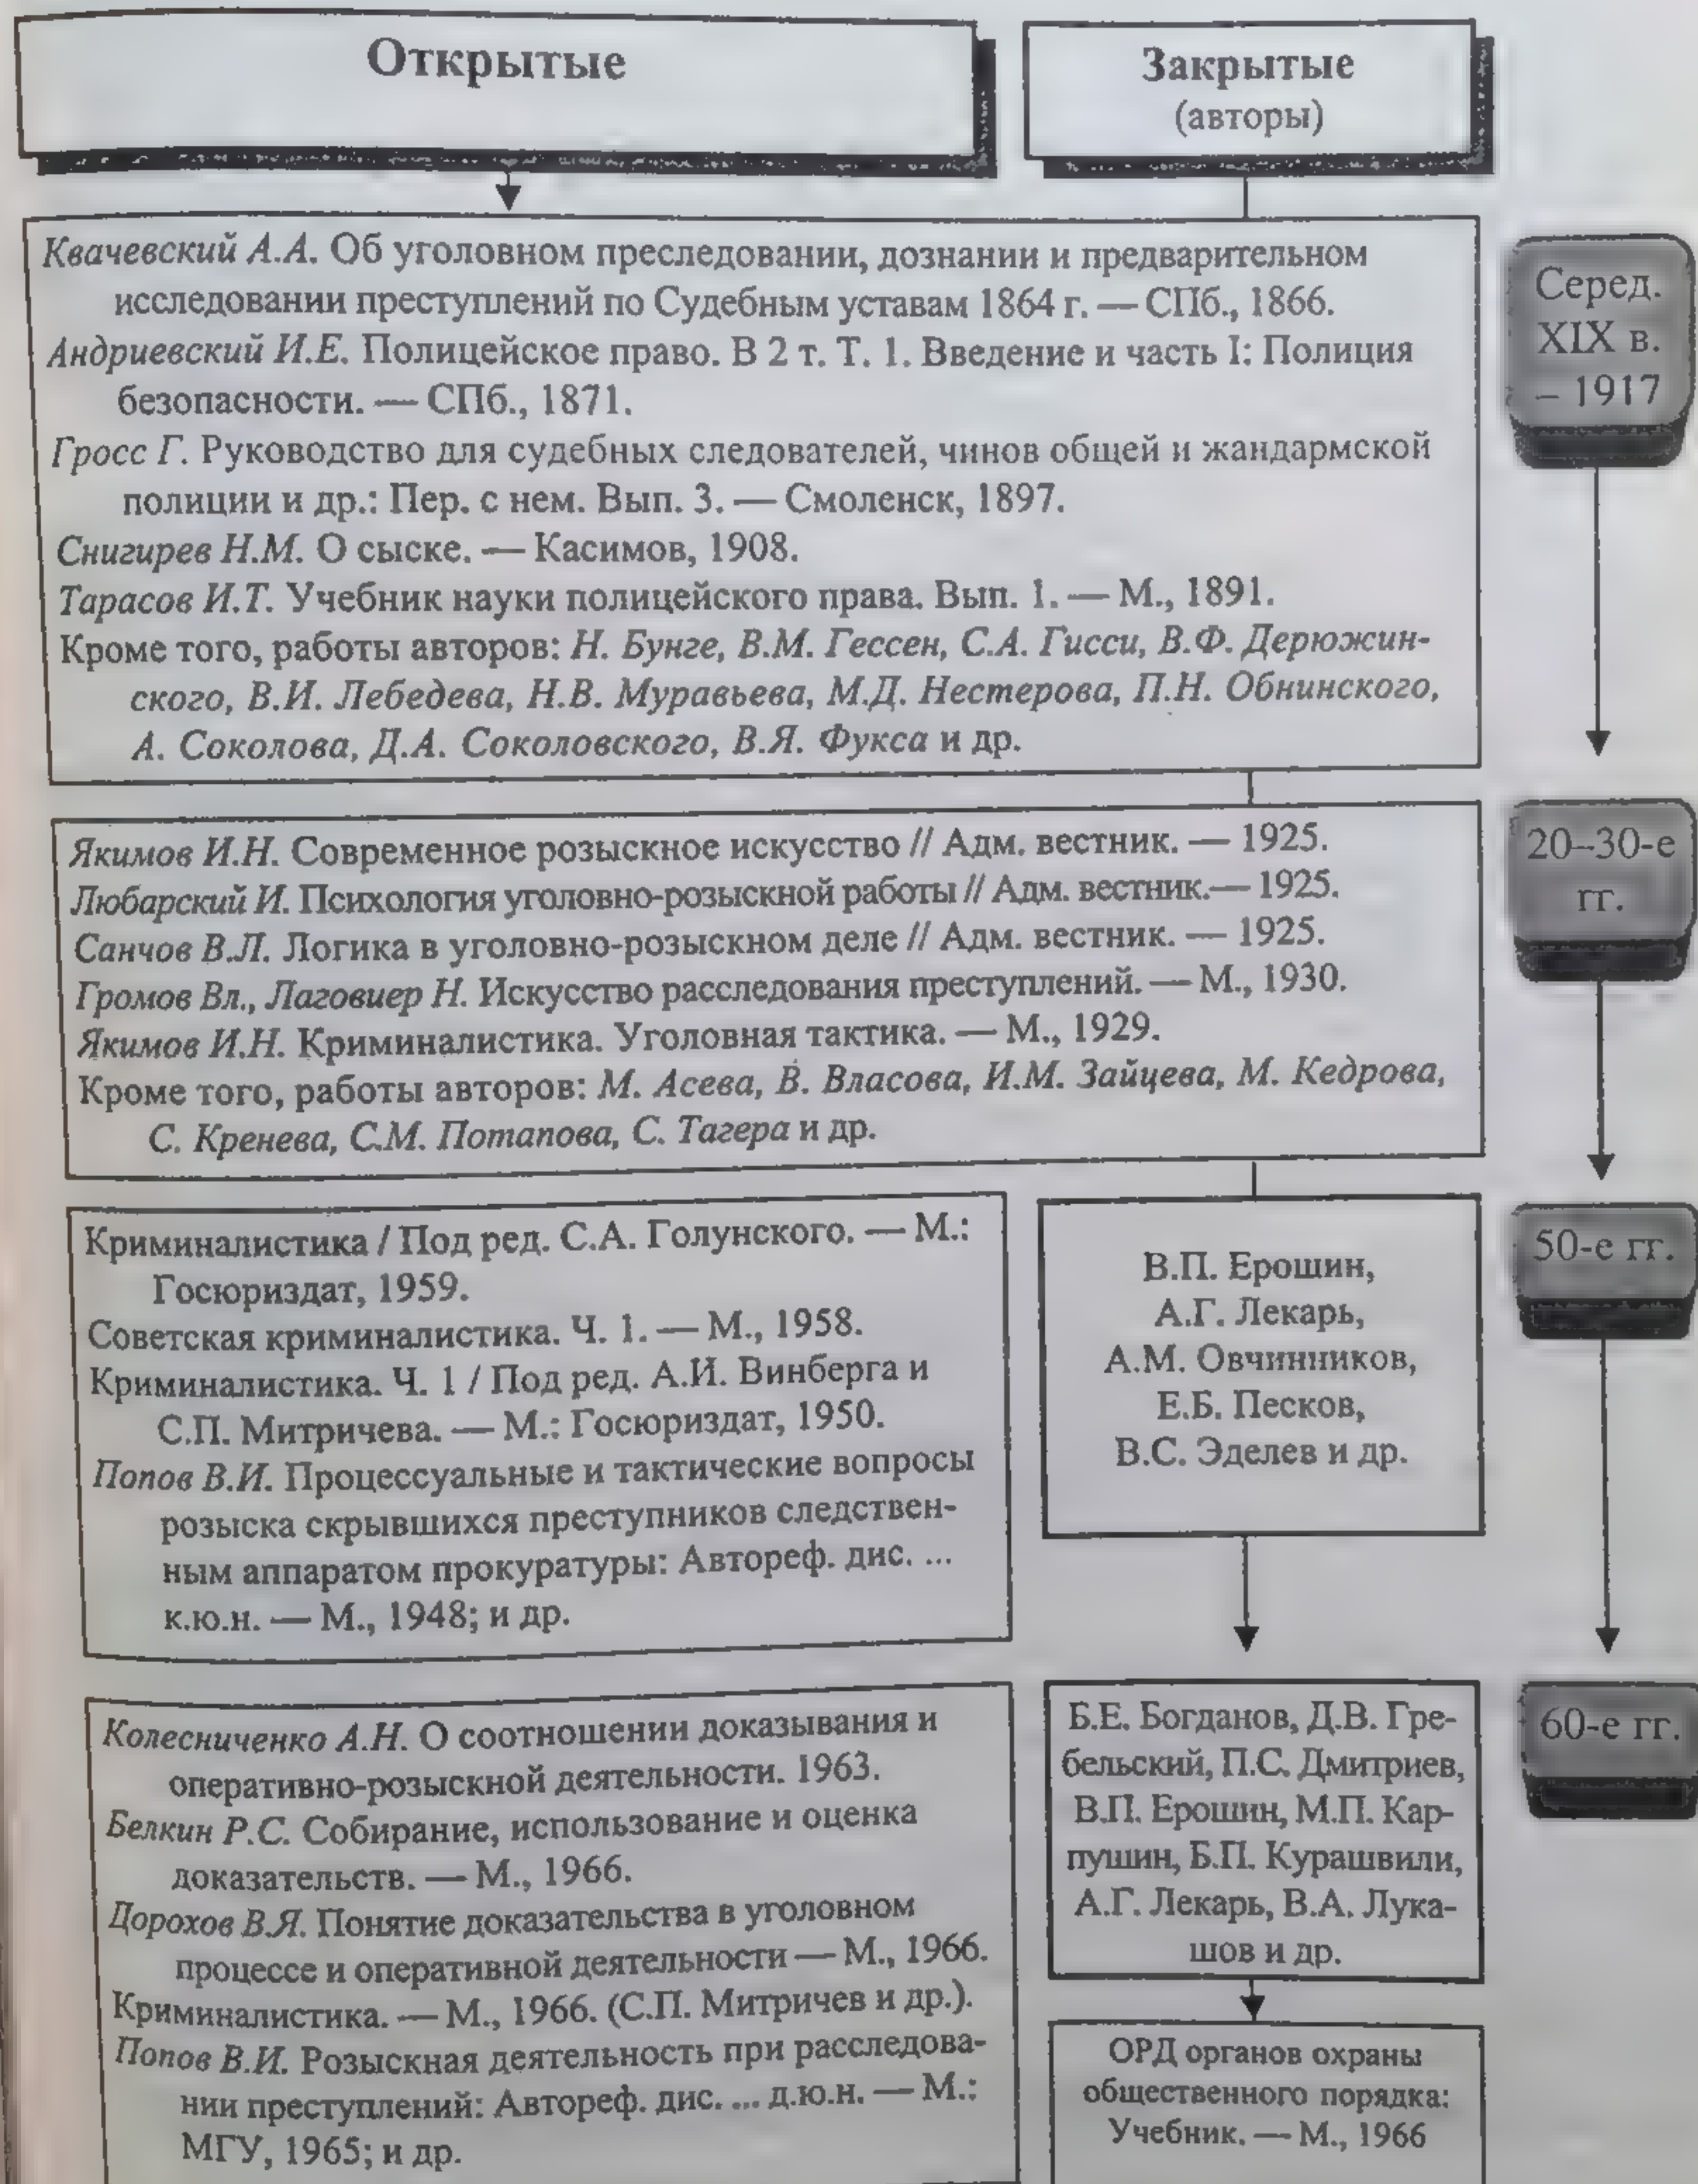 Открытые
Закрытые
(авторы)
Квачевский А.А. Об уголовном преследовании, дознании и предварительном
исследовании преступлений по Судебным уставам 1864 г. — СПб., 1866.
Андриевский И.Е. Полицейское право. В 2 т. Т. 1. Введение и часть I: Полиция
безопасности. — СПб., 1871.
Гросс Г. Руководство для судебных следователей, чинов общей и жандармской
полиции и др.: Пер. с нем. Вып. 3. — Смоленск, 1897.
Снигирев Н.М. О сыске. — Касимов, 1908.
Тарасов И.Т. Учебник науки полицейского права. Вып. 1. — М., 1891.
Кроме того, работы авторов: Н. Бунге, В.М. Гессен, С.А. Гисси, В.Ф. Дерюжин-
ского, В.И. Лебедева, Н.В. Муравьева, М.Д. Нестерова, П.Н. Обнинского,
А. Соколова, Д.А. Соколовского, В.Я. Фукса и др.
Серед.
XIX в.
– 1917
Якимов И.Н. Современное розыскное искусство // Адм. вестник. — 1925.
Любарский И. Психология уголовно-розыскной работы // Адм. вестник.— 1925.
Санчов В.Л. Логика в уголовно-розыскном деле // Адм. вестник. — 1925.
Громов Вл., Лаговиер Н. Искусство расследования преступлений. — М., 1930.
Якимов И.Н. Криминалистика. Уголовная тактика. — М., 1929.
Кроме того, работы авторов: М. Асева, В. Власова, И.М. Зайцева, М. Кедрова,
С. Кренева, С.М. Потапова, С. Тагера и др.
20–30-е
гг.
Криминалистика / Под ред. С.А. Голунского. — М.:
Госюриздат, 1959.
Советская криминалистика. Ч. 1. — М., 1958.
Криминалистика. Ч. 1 / Под ред. А.И. Винберга и
С.П. Митричева. — М.: Госюриздат, 1950.
Попов В.И. Процессуальные и тактические вопросы
розыска скрывшихся преступников следствен-
ным аппаратом прокуратуры: Автореф. дис. ...
к.ю.н. — М., 1948; и др.
В.П. Ерошин,
А.Г. Лекарь,
А.М. Овчинников,
Е.Б. Песков,
В.С. Эделев и др.
50-е гг.
Колесниченко А.Н. О соотношении доказывания и
оперативно-розыскной деятельности. 1963.
Белкин Р.С. Собирание, использование и оценка
доказательств. — М., 1966.
Дорохов В.Я. Понятие доказательства в уголовном
процессе и оперативной деятельности — М., 1966.
Криминалистика. — М., 1966. (С.П. Митричев и др.).
Попов В.И. Розыскная деятельность при расследова-
нии преступлений: Автореф. дис. ... д.ю.н. — М.:
МГУ, 1965; и др.
Б.Е. Богданов, Д.В. Гре-
бельский, П.С. Дмитриев,
В.П. Ерошин, М.П. Кар-
пушин, Б.П. Курашвили,
А.Г. Лекарь, В.А. Лука-
шов и др.
ОРД органов охраны
общественного порядка:
Учебник. — М., 1966
60-е гг.